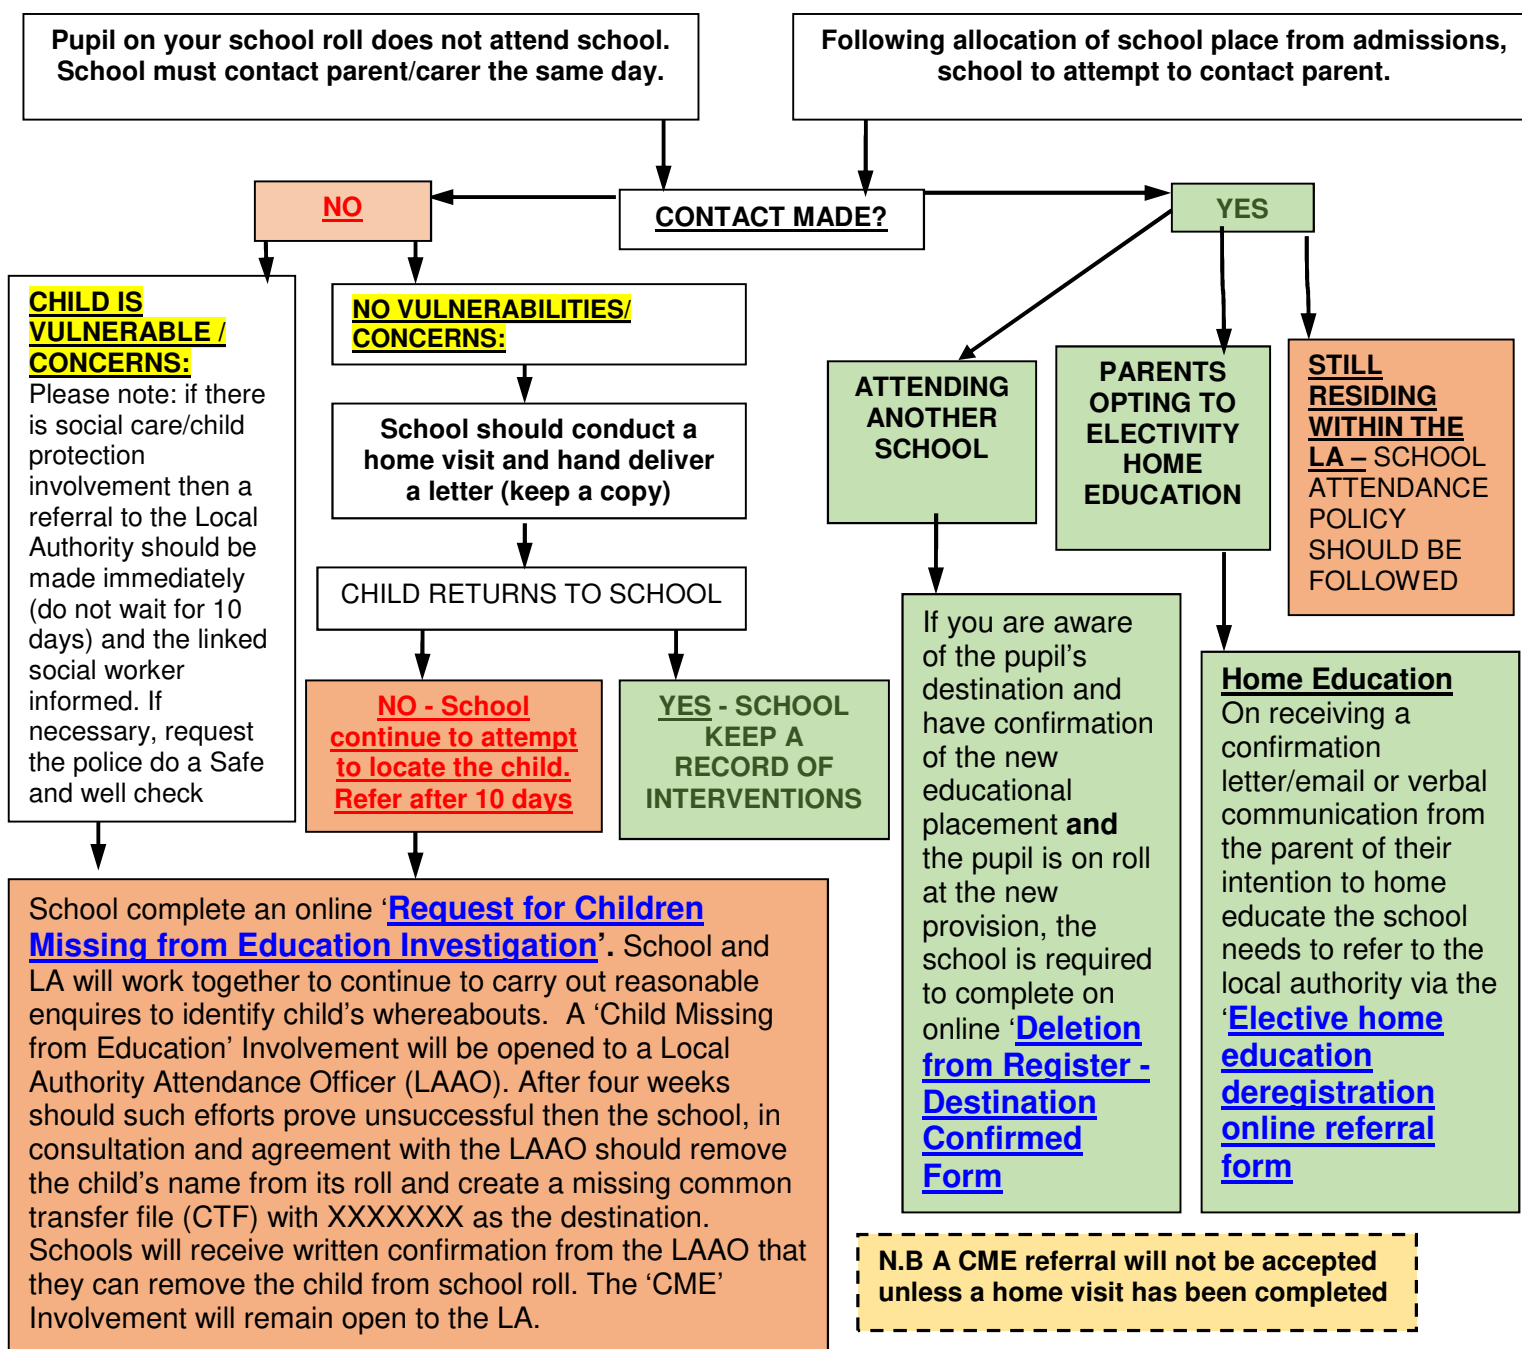 Pupil on your school roll does not attend school.
School must contact parent/carer the same day.
Following allocation of school place from admissions,
school to attempt to contact parent.
NO
CONTACT MADE?
YES
CHILD IS
VULNERABLE /
CONCERNS:
Please note: if there
is social care/child
protection
involvement then a
referral to the Local
Authority should be
made immediately
(do not wait for 10
days) and the linked
social worker
informed. If
necessary, request
the police do a Safe
and well check
NO VULNERABILITIES/
CONCERNS:
School should conduct a
home visit and hand deliver
a letter (keep a copy)
CHILD RETURNS TO SCHOOL
NO - School
continue to attempt
to locate the child.
Refer after 10 days
YES - SCHOOL
KEEP A
RECORD OF
INTERVENTIONS
ATTENDING
ANOTHER
SCHOOL
PARENTS
OPTING TO
ELECTIVITY
HOME
EDUCATION
STILL
RESIDING
WITHIN THE
LA – SCHOOL
ATTENDANCE
POLICY
SHOULD BE
FOLLOWED
If you are aware
of the pupil’s
destination and
have confirmation
of the new
educational
placement and
the pupil is on roll
at the new
provision, the
school is required
to complete on
online ‘Deletion
from Register -
Destination
Confirmed
Form
Home Education
On receiving a
confirmation
letter/email or verbal
communication from
the parent of their
intention to home
educate the school
needs to refer to the
local authority via the
‘Elective home
education
deregistration
online referral
form
School complete an online ‘Request for Children
Missing from Education Investigation’. School and
LA will work together to continue to carry out reasonable
enquires to identify child’s whereabouts. A ‘Child Missing
from Education’ Involvement will be opened to a Local
Authority Attendance Officer (LAAO). After four weeks
should such efforts prove unsuccessful then the school, in
consultation and agreement with the LAAO should remove
the child’s name from its roll and create a missing common
transfer file (CTF) with XXXXXXX as the destination.
Schools will receive written confirmation from the LAAO that
they can remove the child from school roll. The ‘CME’
Involvement will remain open to the LA.
N.B A CME referral will not be accepted
unless a home visit has been completed